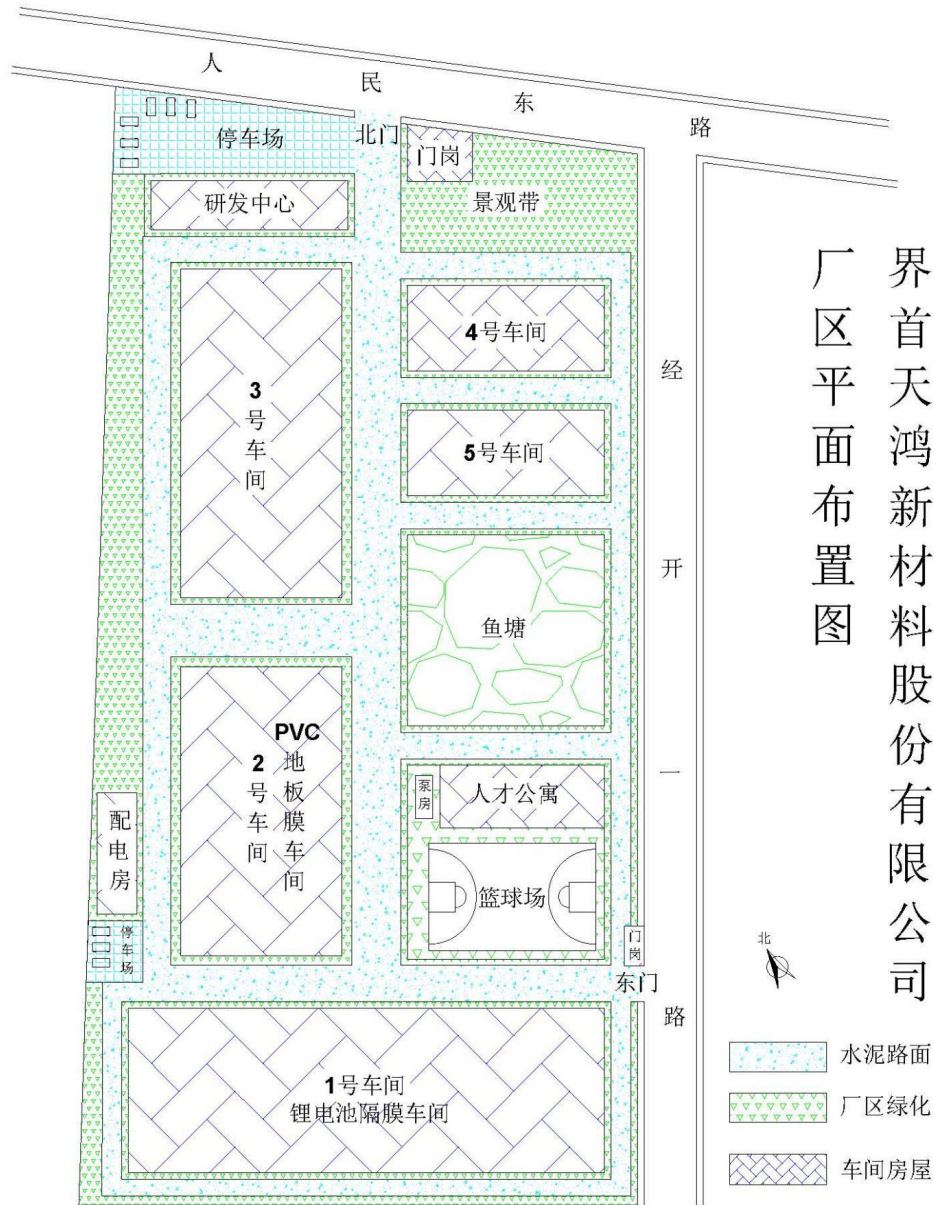 人民东路
停车场
北门
门岗
研发中心
景观带
4号车间
3号车间
5号车间
鱼塘
PVC地板膜车间
2号车间
泵房
人才公寓
配电房
篮球场
停车场
门岗
东门
1号车间
锂电池隔膜车间
经开一路
界首天鸿新材料股份有限公司
厂区平面布置图
北
水泥路面
厂区绿化
车间房屋